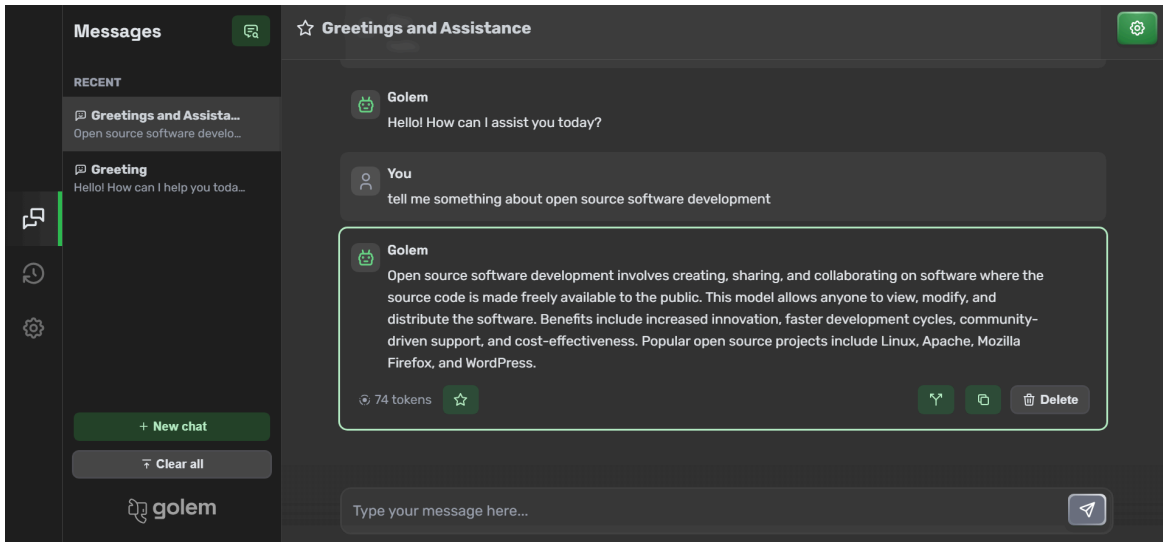 Messages
Greetings and Assistance
RECENT
Greetings and Assista...
Open source software develo...
Greeting
Hello! How can I help you toda...
+ New chat
Clear all
golem
Golem
Hello! How can I assist you today?
You
tell me something about open source software development
Golem
Open source software development involves creating, sharing, and collaborating on software where the
source code is made freely available to the public. This model allows anyone to view, modify, and
distribute the software. Benefits include increased innovation, faster development cycles, community-
driven support, and cost-effectiveness. Popular open source projects include Linux, Apache, Mozilla
Firefox, and WordPress.
74 tokens
Delete
Type your message here...